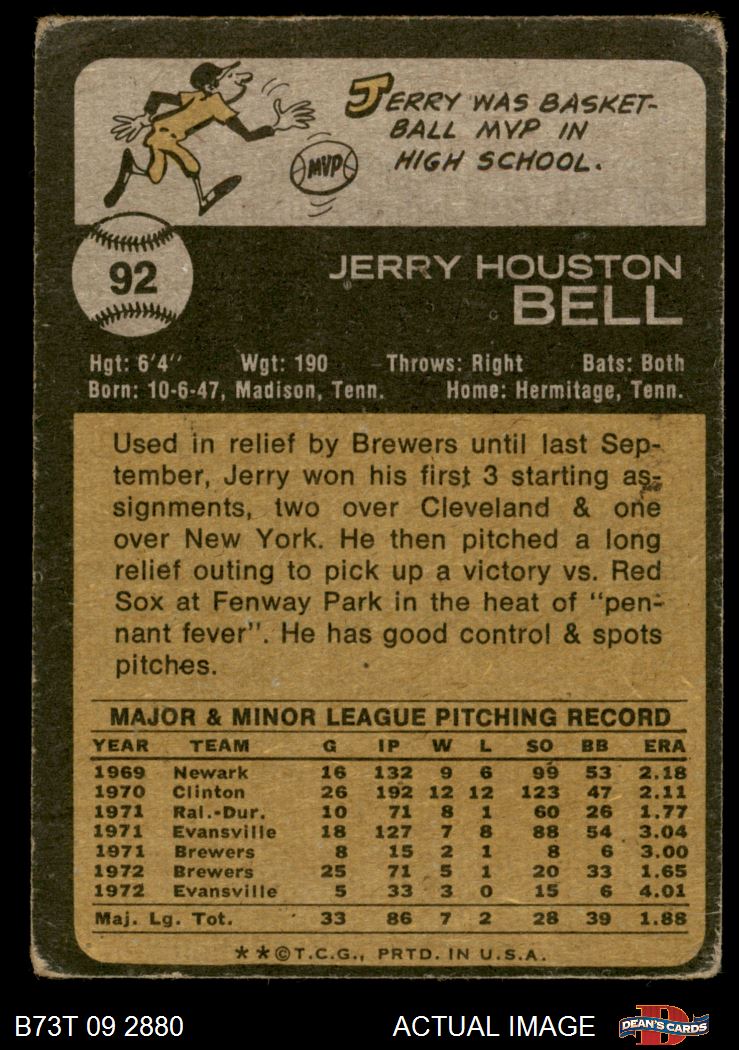 JERRY WAS BASKET-
BALL MVP IN
HIGH SCHOOL.
MVP
92
JERRY HOUSTON
BELL
Hgt: 6'4" Wgt: 190 Throws: Right Bats: Both
Born: 10-6-47, Madison, Tenn. Home: Hermitage, Tenn.
Used in relief by Brewers until last Sep-
tember, Jerry won his first 3 starting as-
signments, two over Cleveland & one
over New York. He then pitched a long
relief outing to pick up a victory vs. Red
Sox at Fenway Park in the heat of "pen-
nant fever". He has good control & spots
pitches.
MAJOR & MINOR LEAGUE PITCHING RECORD
YEAR TEAM G IP W L SO BB ERA
1969 Newark 16 132 9 6 99 53 2.18
1970 Clinton 26 192 12 12 123 47 2.11
1971 Ral.-Dur. 10 71 8 1 60 26 1.77
1971 Evansville 18 127 7 8 88 54 3.04
1971 Brewers 8 15 2 1 8 6 3.00
1972 Brewers 25 71 5 1 20 33 1.65
1972 Evansville 5 33 3 0 15 6 4.01
Maj. Lg. Tot. 33 86 7 2 28 39 1.88
**©T.C.G., PRTD. IN U.S.A.
B73T 09 2880 ACTUAL IMAGE D DEAN'S CARDS